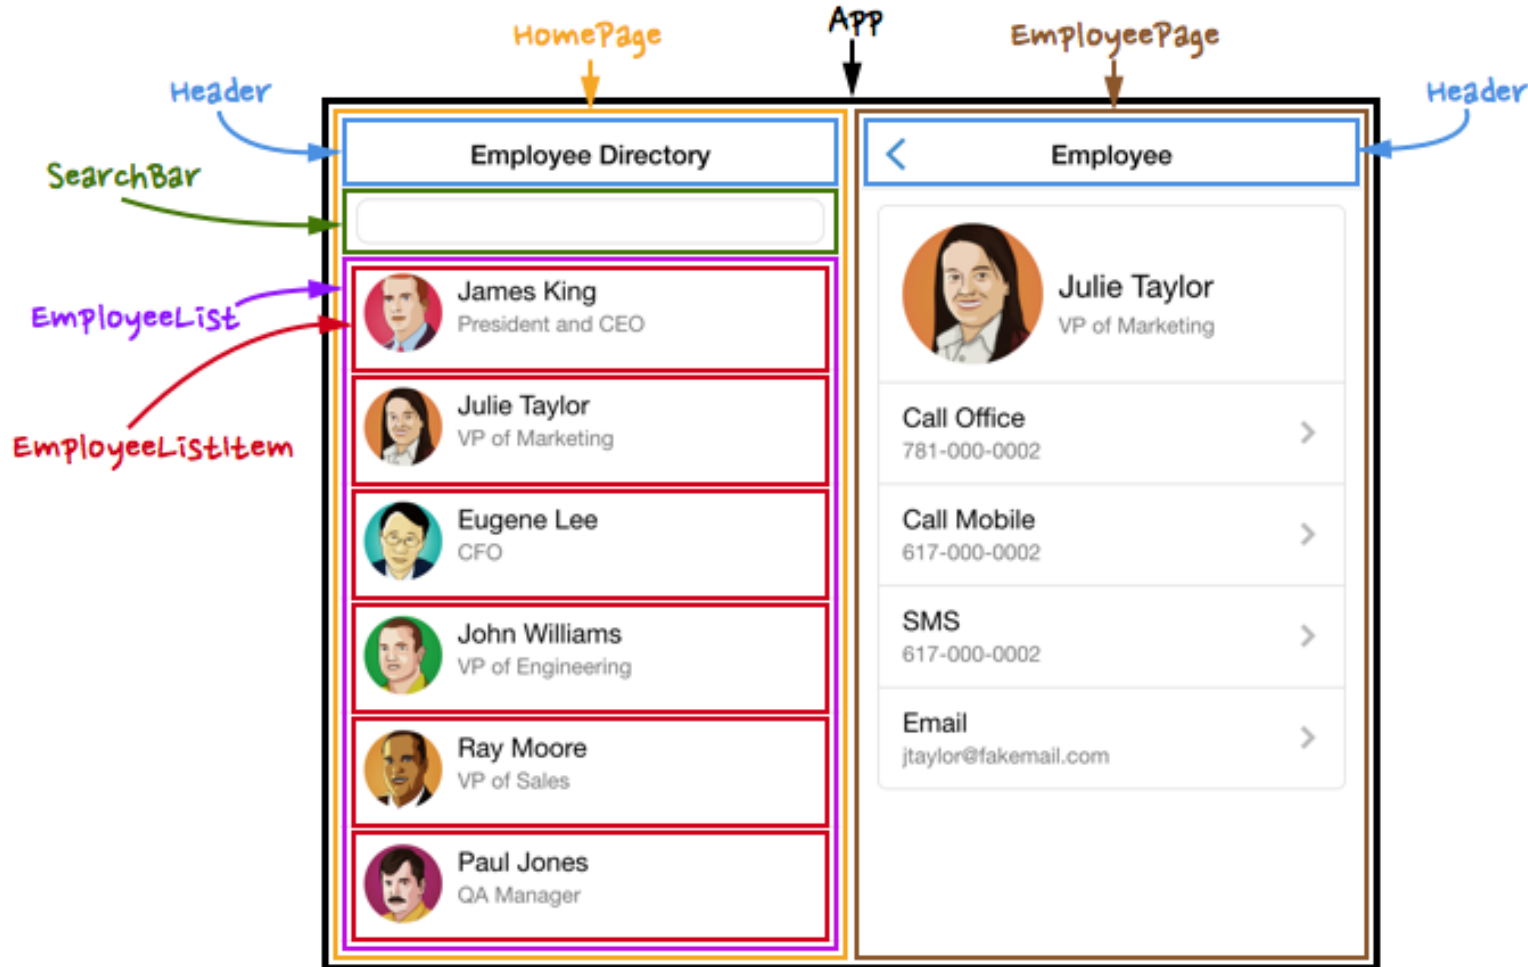 App
HomePage
EmployeePage
Header
Header
SearchBar
EmployeeList
EmployeeListItem
Employee Directory
James King
President and CEO
Julie Taylor
VP of Marketing
Eugene Lee
CFO
John Williams
VP of Engineering
Ray Moore
VP of Sales
Paul Jones
QA Manager
Employee
Julie Taylor
VP of Marketing
Call Office
781-000-0002
Call Mobile
617-000-0002
SMS
617-000-0002
Email
jtaylor@fakemail.com